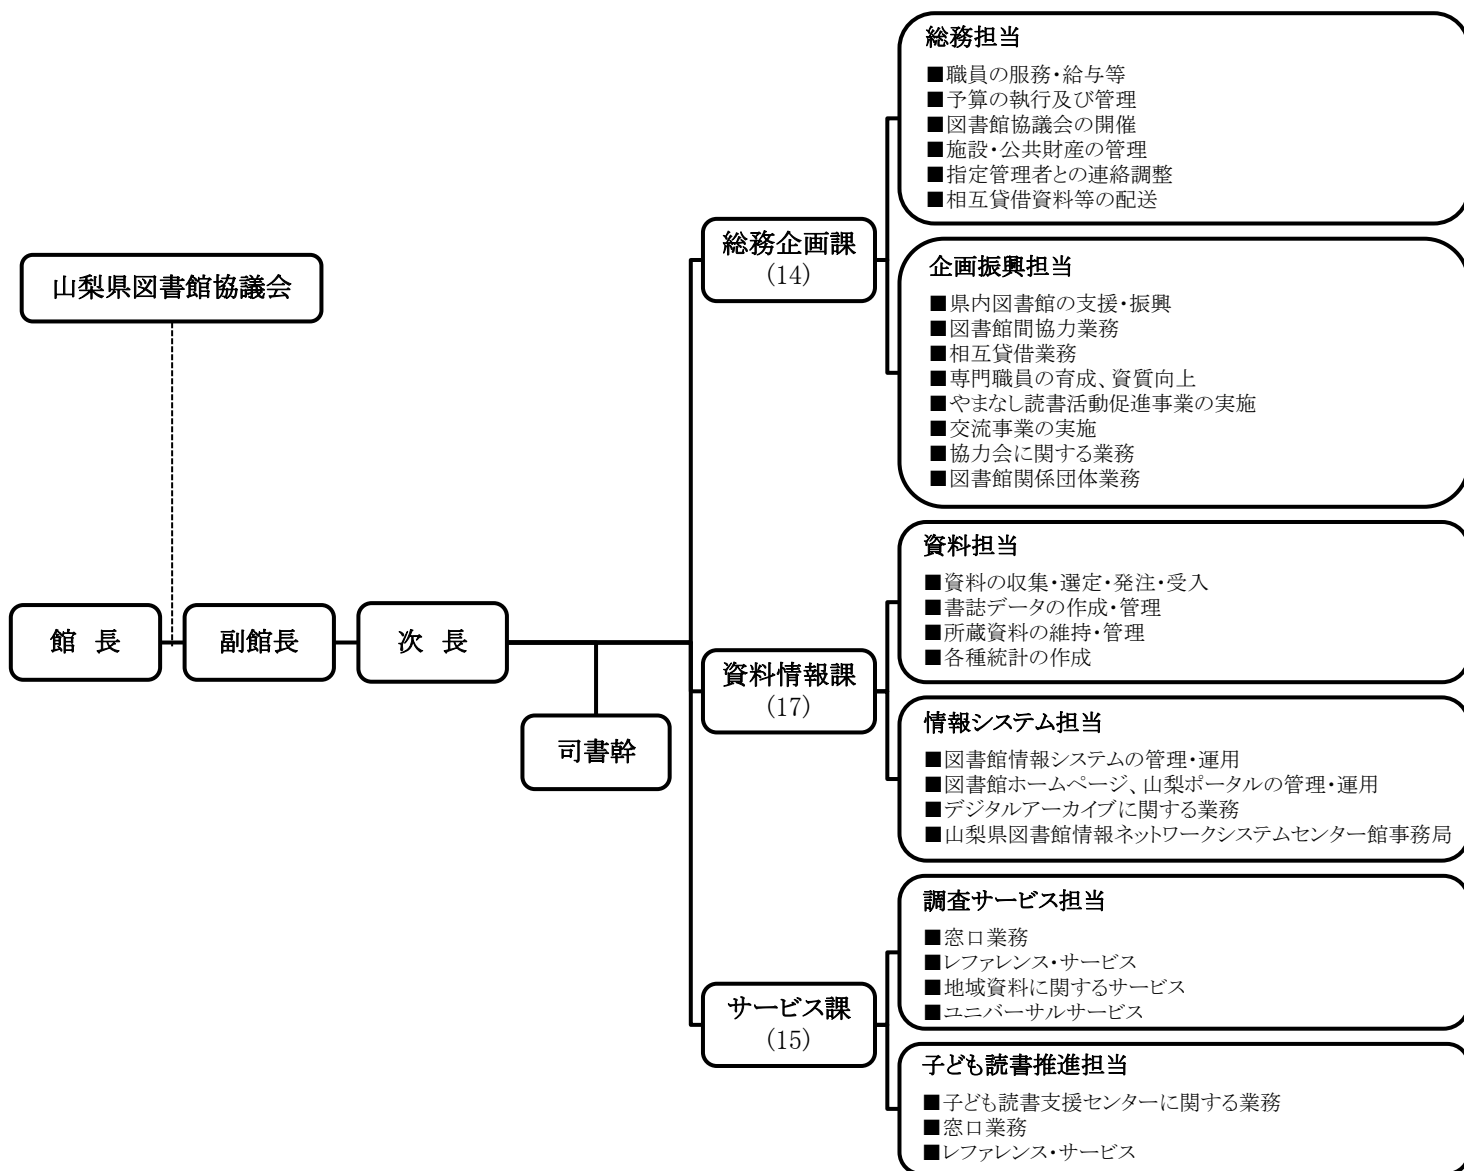 山梨県図書館協議会
館 長
副館長
次 長
司書幹
総務企画課
(14)
総務担当
■職員の服務・給与等
■予算の執行及び管理
■図書館協議会の開催
■施設・公共財産の管理
■指定管理者との連絡調整
■相互貸借資料等の配送
企画振興担当
■県内図書館の支援・振興
■図書館間協力業務
■相互貸借業務
■専門職員の育成、資質向上
■やまなし読書活動促進事業の実施
■交流事業の実施
■協力会に関する業務
■図書館関係団体業務
資料情報課
(17)
資料担当
■資料の収集・選定・発注・受入
■書誌データの作成・管理
■所蔵資料の維持・管理
■各種統計の作成
情報システム担当
■図書館情報システムの管理・運用
■図書館ホームページ、山梨ポータルの管理・運用
■デジタルアーカイブに関する業務
■山梨県図書館情報ネットワークシステムセンター館事務局
サービス課
(15)
調査サービス担当
■窓口業務
■レファレンス・サービス
■地域資料に関するサービス
■ユニバーサルサービス
子ども読書推進担当
■子ども読書支援センターに関する業務
■窓口業務
■レファレンス・サービス